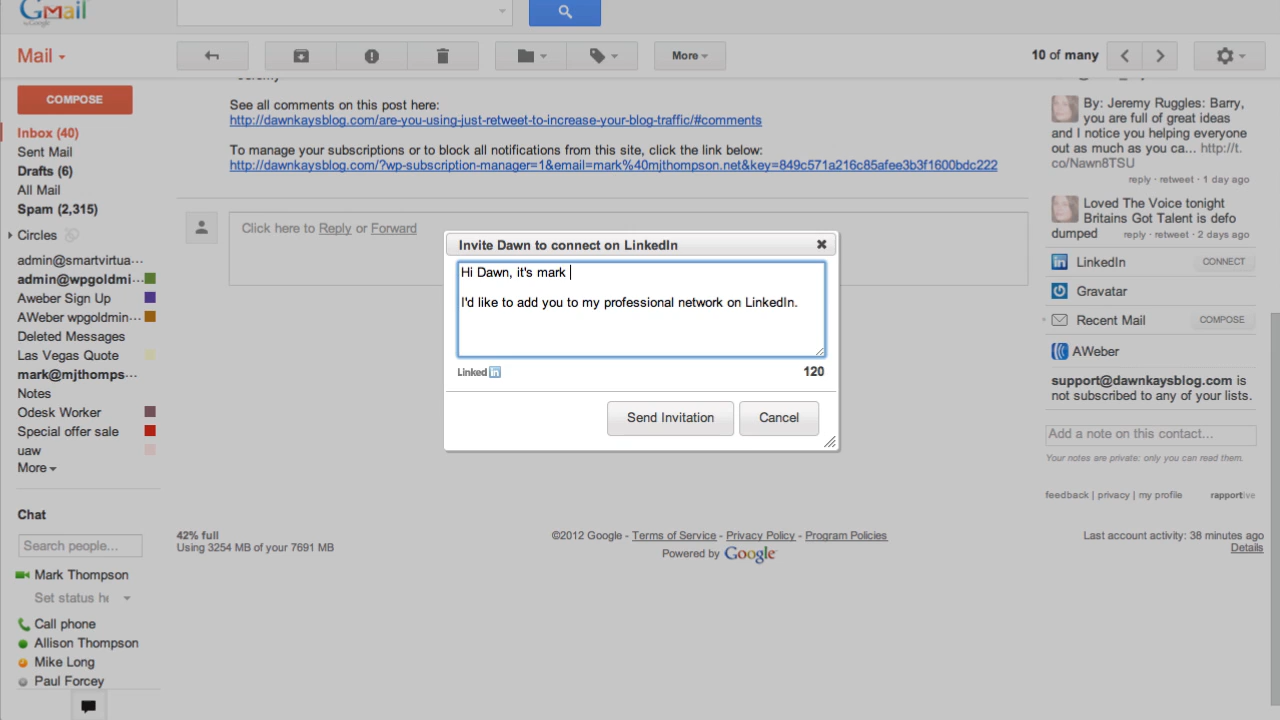 Gmail
by Google
Mail
More
10 of many
COMPOSE
Inbox (40)
Sent Mail
Drafts (6)
All Mail
Spam (2,315)
Circles
admin@smartvirtua...
admin@wpgoldmi...
Aweber Sign Up
AWeber wpgoldmin...
Deleted Messages
Las Vegas Quote
mark@mjthomps...
Notes
Odesk Worker
Special offer sale
uaw
More
Chat
Search people...
Mark Thompson
Set status he
Call phone
Allison Thompson
Mike Long
Paul Forcey
Jeremy
See all comments on this post here:
http://dawnkaysblog.com/are-you-using-just-retweet-to-increase-your-blog-traffic/#comments
To manage your subscriptions or to block all notifications from this site, click the link below:
http://dawnkaysblog.com/?wp-subscription-manager=1&email=mark%40mjthompson.net&key=849c571a216c85afee3b3f1600bdc222
Click here to Reply or Forward
Invite Dawn to connect on LinkedIn
Hi Dawn, it's mark
I'd like to add you to my professional network on LinkedIn.
Linked in
120
Send Invitation
Cancel
42% full
Using 3254 MB of your 7691 MB
©2012 Google - Terms of Service - Privacy Policy - Program Policies
Powered by Google
Last account activity: 38 minutes ago
Details
By: Jeremy Ruggles: Barry,
you are full of great ideas
and I notice you helping everyone
out as much as you ca... http://t.
co/Nawn8TSU
reply · retweet · 1 day ago
Loved The Voice tonight
Britains Got Talent is defo
dumped
reply · retweet · 2 days ago
LinkedIn
CONNECT
Gravatar
Recent Mail
COMPOSE
AWeber
support@dawnkaysblog.com is
not subscribed to any of your lists.
Add a note on this contact...
Your notes are private: only you can read them.
feedback | privacy | my profile
rapportive